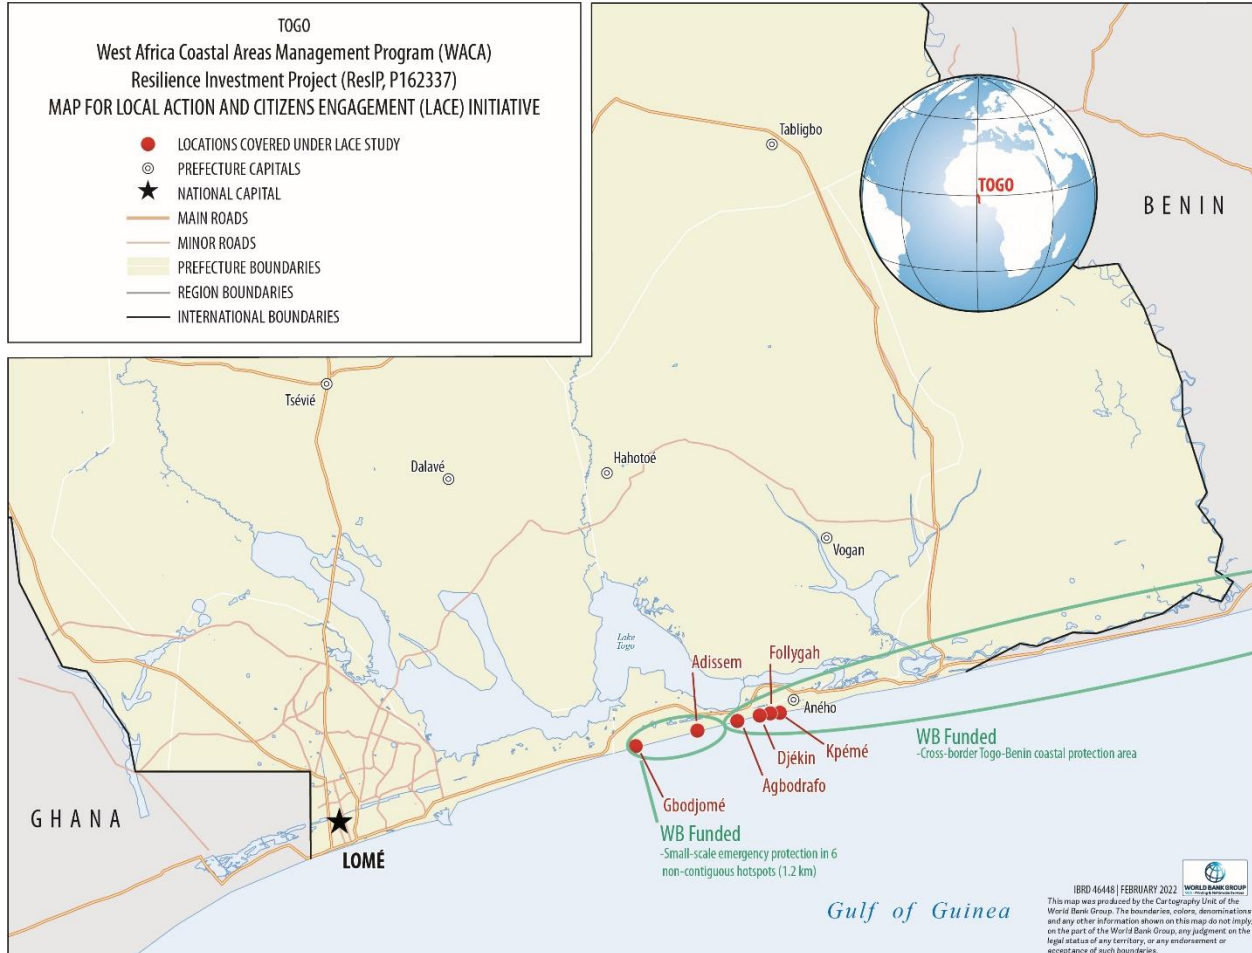 TOGO
West Africa Coastal Areas Management Program (WACA)
Resilience Investment Project (ResIP, P162337)
MAP FOR LOCAL ACTION AND CITIZENS ENGAGEMENT (LACE) INITIATIVE
LOCATIONS COVERED UNDER LACE STUDY
PREFECTURE CAPITALS
NATIONAL CAPITAL
MAIN ROADS
MINOR ROADS
PREFECTURE BOUNDARIES
REGION BOUNDARIES
INTERNATIONAL BOUNDARIES
Tabligbo
TOGO
BENIN
Tsévié
Dalavé
Hahotoé
Vogan
Lake
Togo
Adissem
Follygah
Aného
Kpémé
Djékin
Agbodrafo
Gbodjomé
WB Funded
-Cross-border Togo-Benin coastal protection area
WB Funded
-Small-scale emergency protection in 6
non-contiguous hotspots (1.2 km)
GHANA
LOMÉ
Gulf of Guinea
IBRD 46448 | FEBRUARY 2022
WORLD BANK GROUP
This map was produced by the Cartography Unit of the
World Bank Group. The boundaries, colors, denominations
and any other information shown on this map do not imply,
on the part of the World Bank Group, any judgment on the
legal status of any territory, or any endorsement or
acceptance of such boundaries.